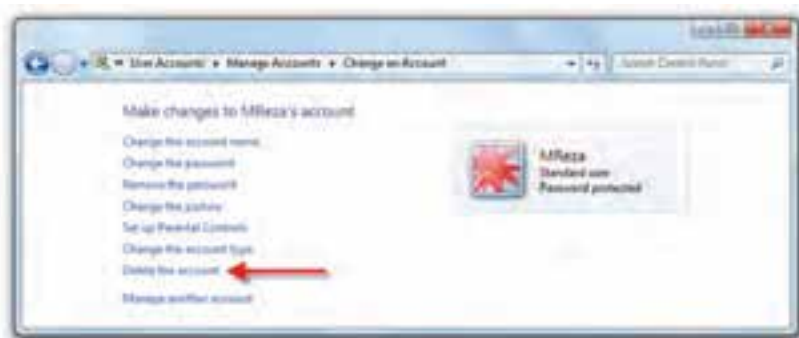 User Accounts Manage Accounts Change an Account Search Control Panel
Make changes to MReza's account
Change the account name
Change the password
Remove the password
Change the picture
Set up Parental Controls
Change the account type
Delete the account
Manage another account
MReza
Standard user
Password protected